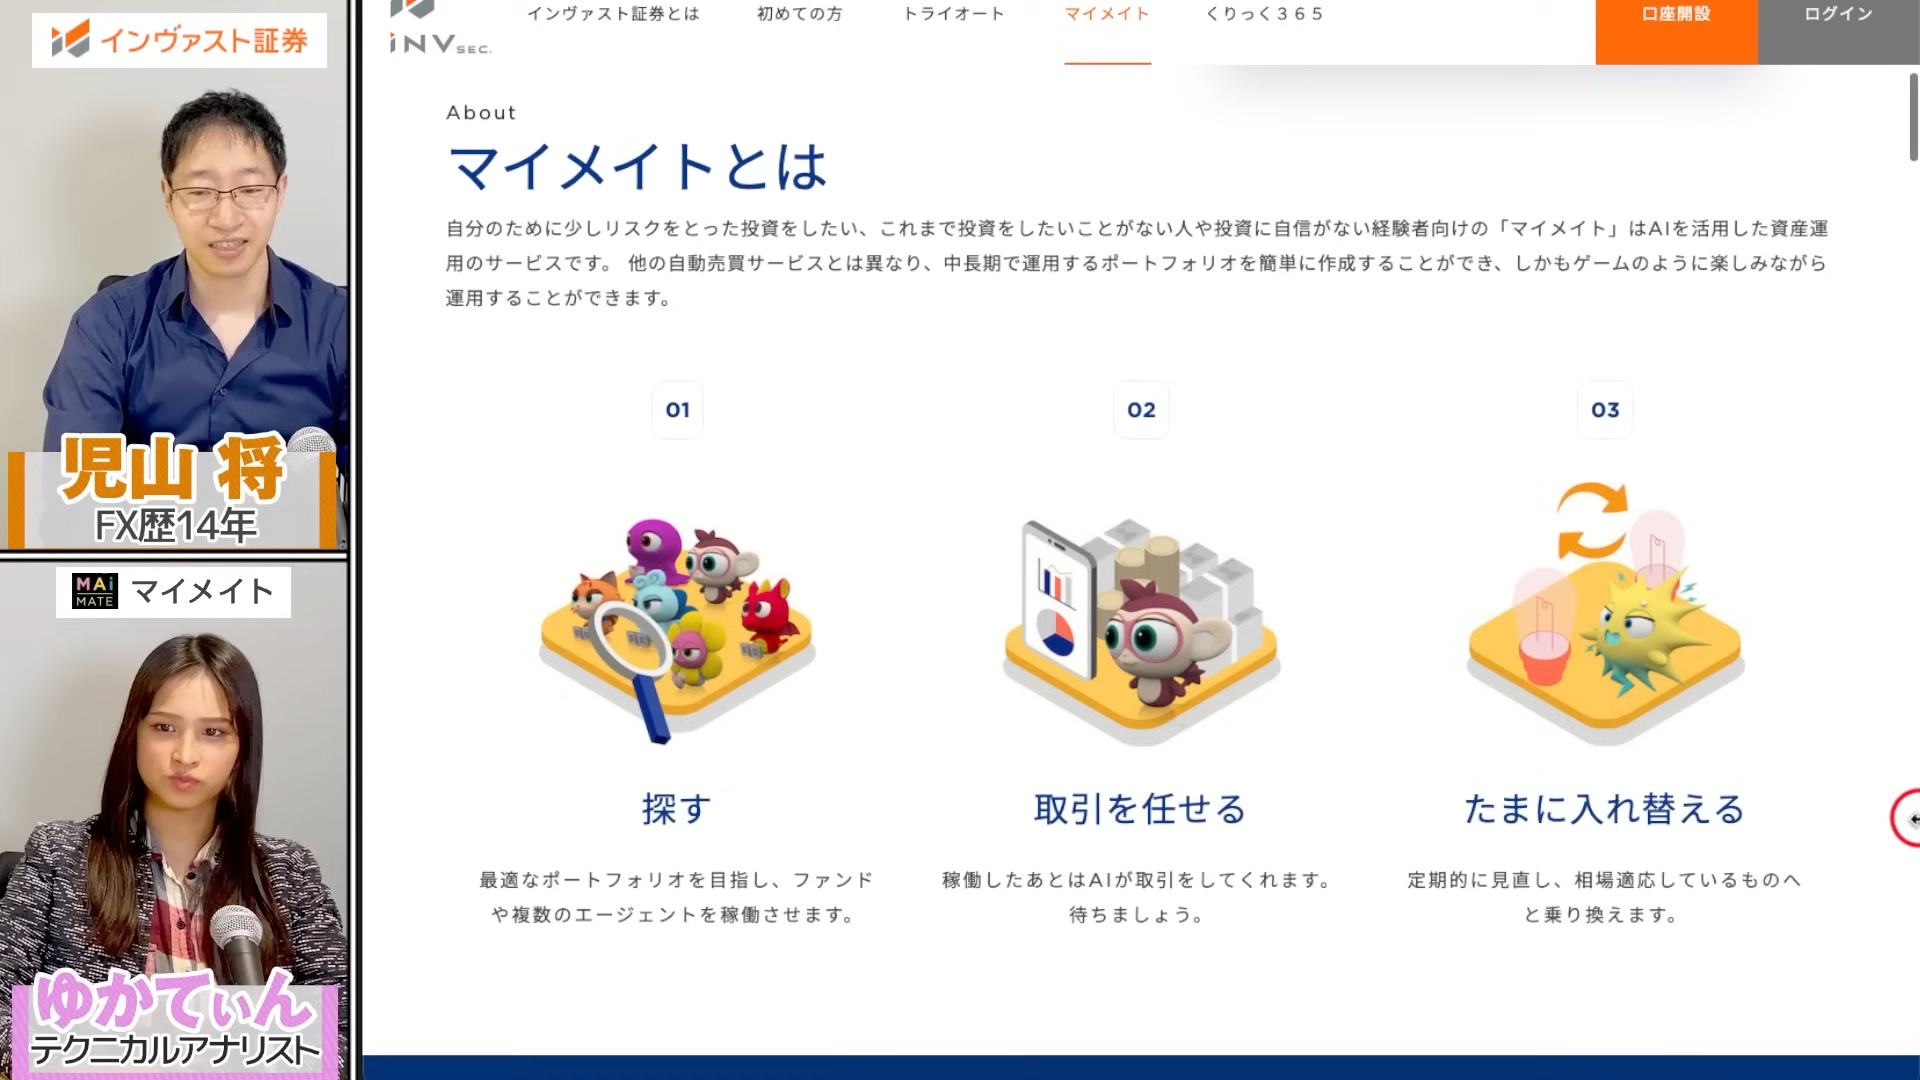 インヴァスト証券
児山 将
FX歴14年
MAi MATE マイメイト
ゆかてぃん
テクニカルアナリスト
iNV SEC.
インヴァスト証券とは 初めての方 トライオート マイメイト くりっく365 口座開設 ログイン
About
マイメイトとは
自分のために少しリスクをとった投資をしたい、これまで投資をしたいことがない人や投資に自信がない経験者向けの「マイメイト」はAIを活用した資産運
用のサービスです。 他の自動売買サービスとは異なり、中長期で運用するポートフォリオを簡単に作成することができ、しかもゲームのように楽しみながら
運用することができます。
01
探す
最適なポートフォリオを目指し、ファンド
や複数のエージェントを稼働させます。
02
取引を任せる
稼働したあとはAIが取引をしてくれます。
待ちましょう。
03
たまに入れ替える
定期的に見直し、相場適応しているものへ
と乗り換えます。